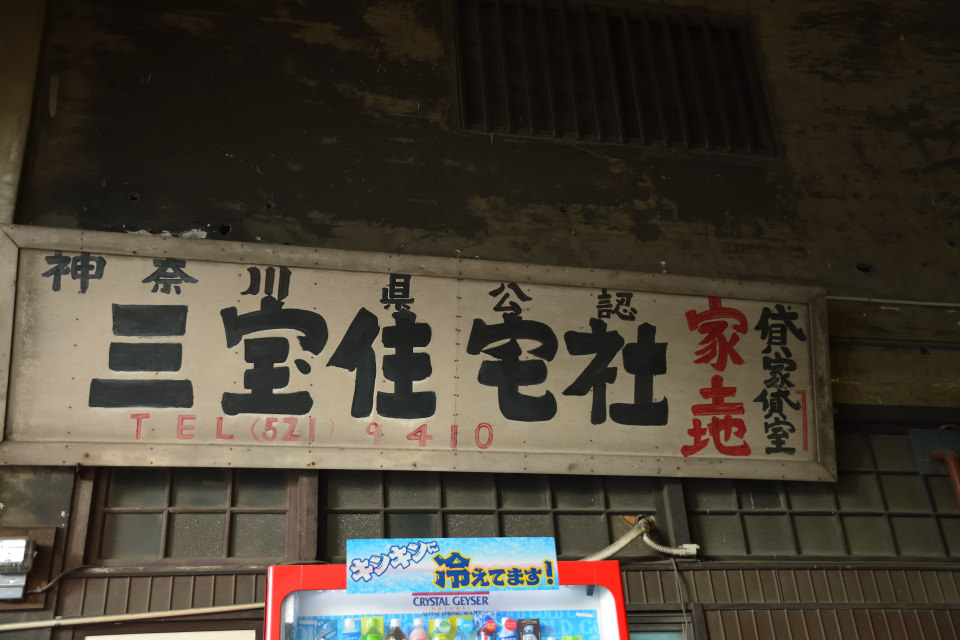 神奈川県公認
三宝住宅社
TEL(521)9410
家
土地
貸家貸室
キンキンに
冷えてます!
CRYSTAL GEYSER